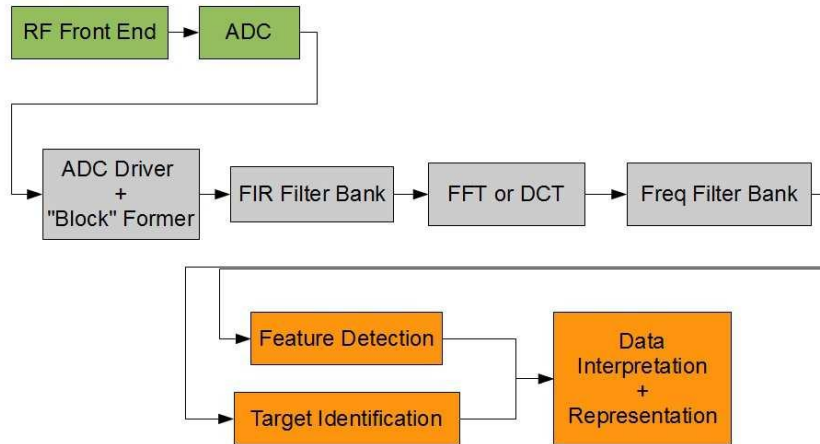 RF Front End
ADC
ADC Driver
+
"Block" Former
FIR Filter Bank
FFT or DCT
Freq Filter Bank
Feature Detection
Target Identification
Data
Interpretation
+
Representation